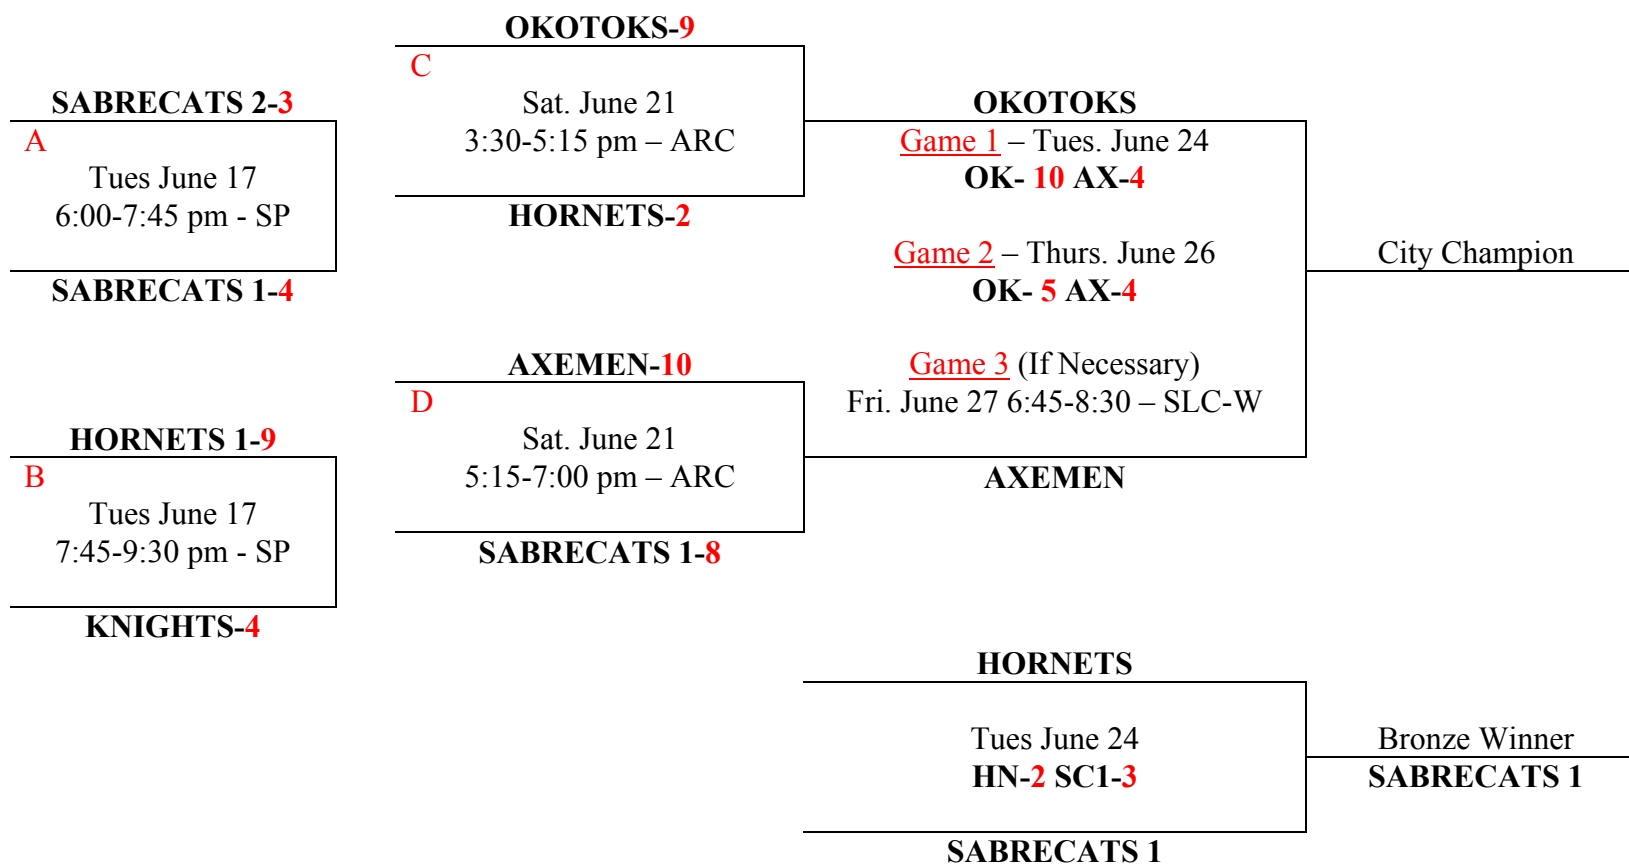 OKOTOKS-9
C
Sat. June 21
3:30-5:15 pm – ARC
HORNETS-2
SABRECATS 2-3
A
Tues June 17
6:00-7:45 pm - SP
SABRECATS 1-4
HORNETS 1-9
B
Tues June 17
7:45-9:30 pm - SP
KNIGHTS-4
AXEMEN-10
D
Sat. June 21
5:15-7:00 pm – ARC
SABRECATS 1-8
OKOTOKS
Game 1 – Tues. June 24
OK- 10 AX-4
Game 2 – Thurs. June 26
OK- 5 AX-4
Game 3 (If Necessary)
Fri. June 27 6:45-8:30 – SLC-W
AXEMEN
City Champion
HORNETS
Tues June 24
HN-2 SC1-3
SABRECATS 1
Bronze Winner
SABRECATS 1